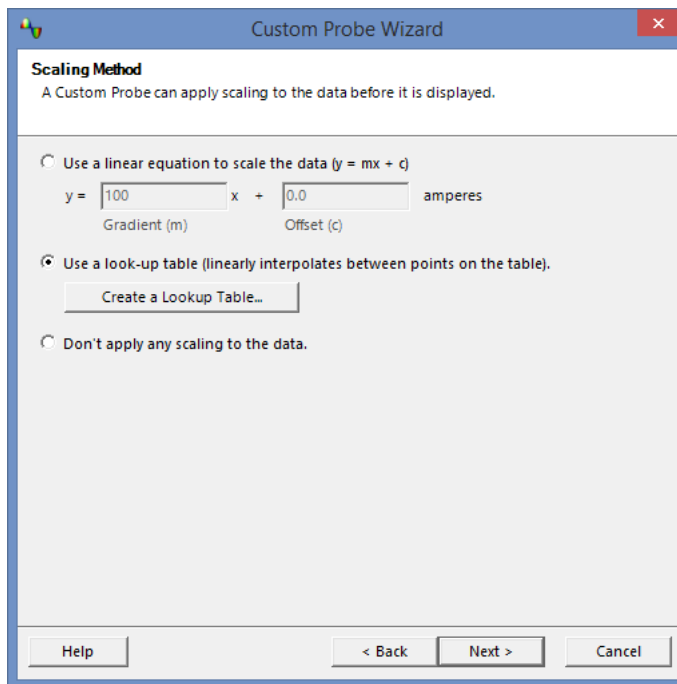 Custom Probe Wizard
Scaling Method
A Custom Probe can apply scaling to the data before it is displayed.
Use a linear equation to scale the data (y = mx + c)
y = 100 x + 0.0 amperes
Gradient (m) Offset (c)
Use a look-up table (linearly interpolates between points on the table).
Create a Lookup Table...
Don't apply any scaling to the data.
Help < Back Next > Cancel